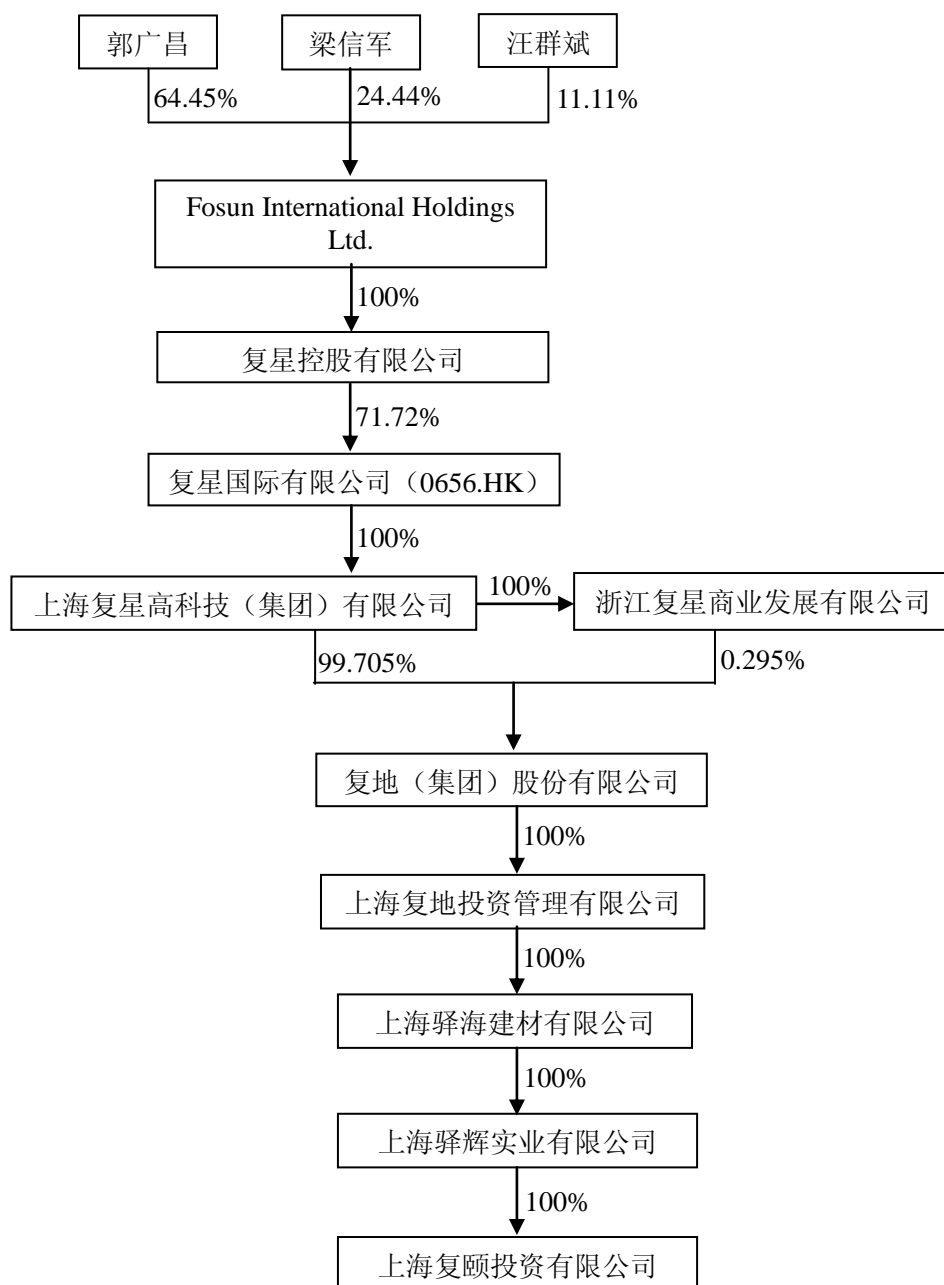 郭广昌
梁信军
汪群斌
64.45%
24.44%
11.11%
Fosun International Holdings
Ltd.
100%
复星控股有限公司
71.72%
复星国际有限公司（0656.HK）
100%
上海复星高科技（集团）有限公司
100%
浙江复星商业发展有限公司
99.705%
0.295%
复地（集团）股份有限公司
100%
上海复地投资管理有限公司
100%
上海驿海建材有限公司
100%
上海驿辉实业有限公司
100%
上海复颐投资有限公司